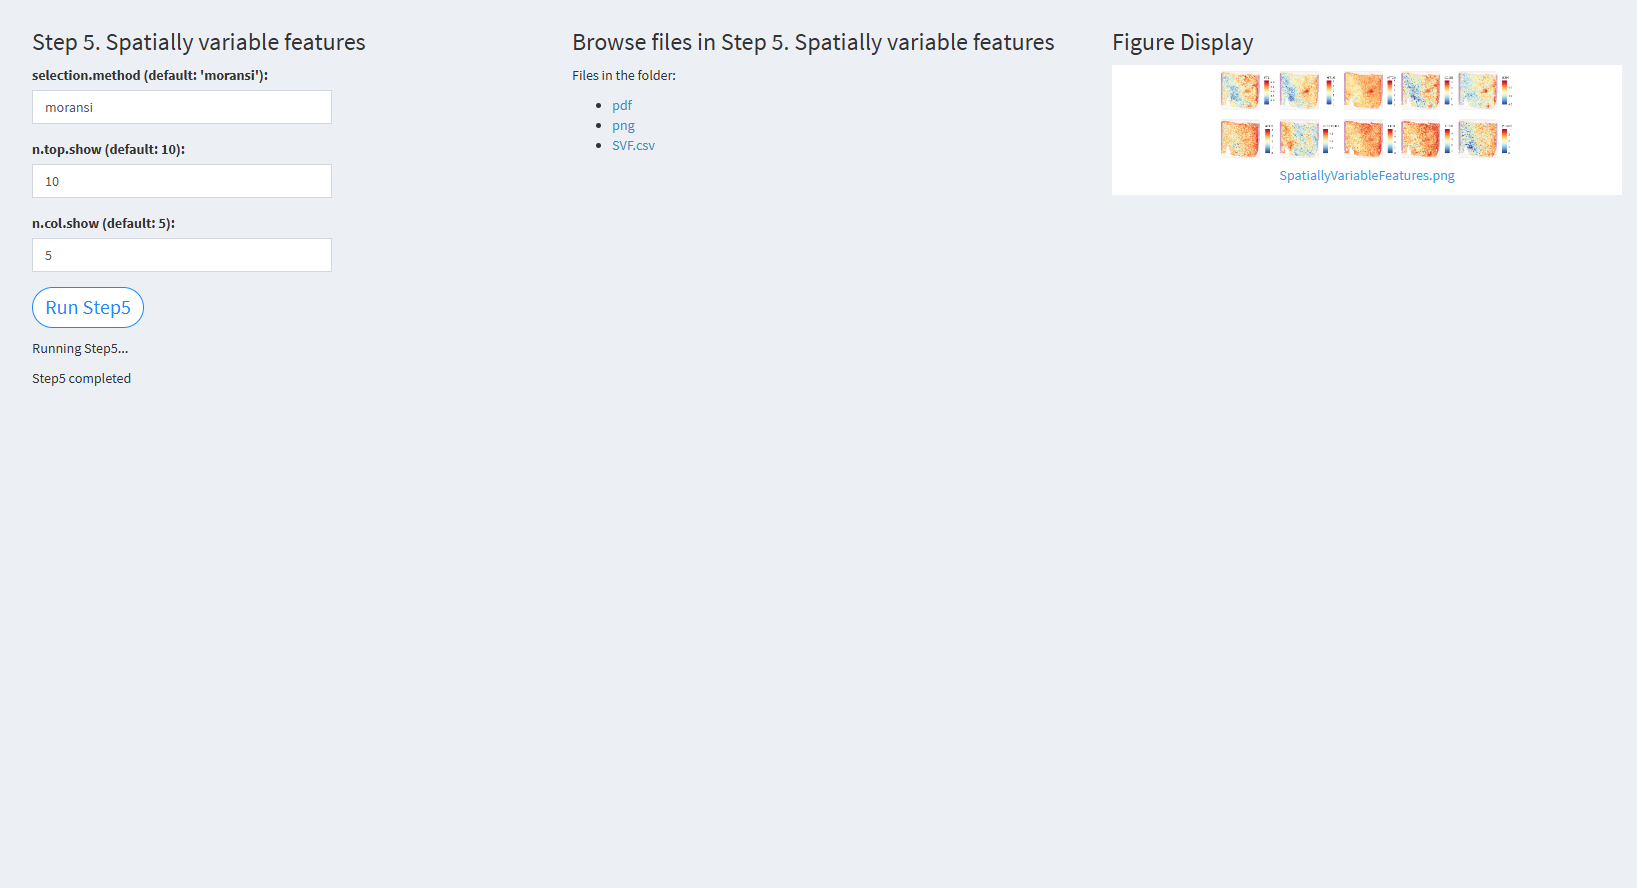 Step 5. Spatially variable features
selection.method (default: 'moransi'):
moransi
n.top.show (default: 10):
10
n.col.show (default: 5):
5
Run Step5
Running Step5...
Step5 completed
Browse files in Step 5. Spatially variable features
Files in the folder:
pdf
png
SVF.csv
Figure Display
SpatiallyVariableFeatures.png